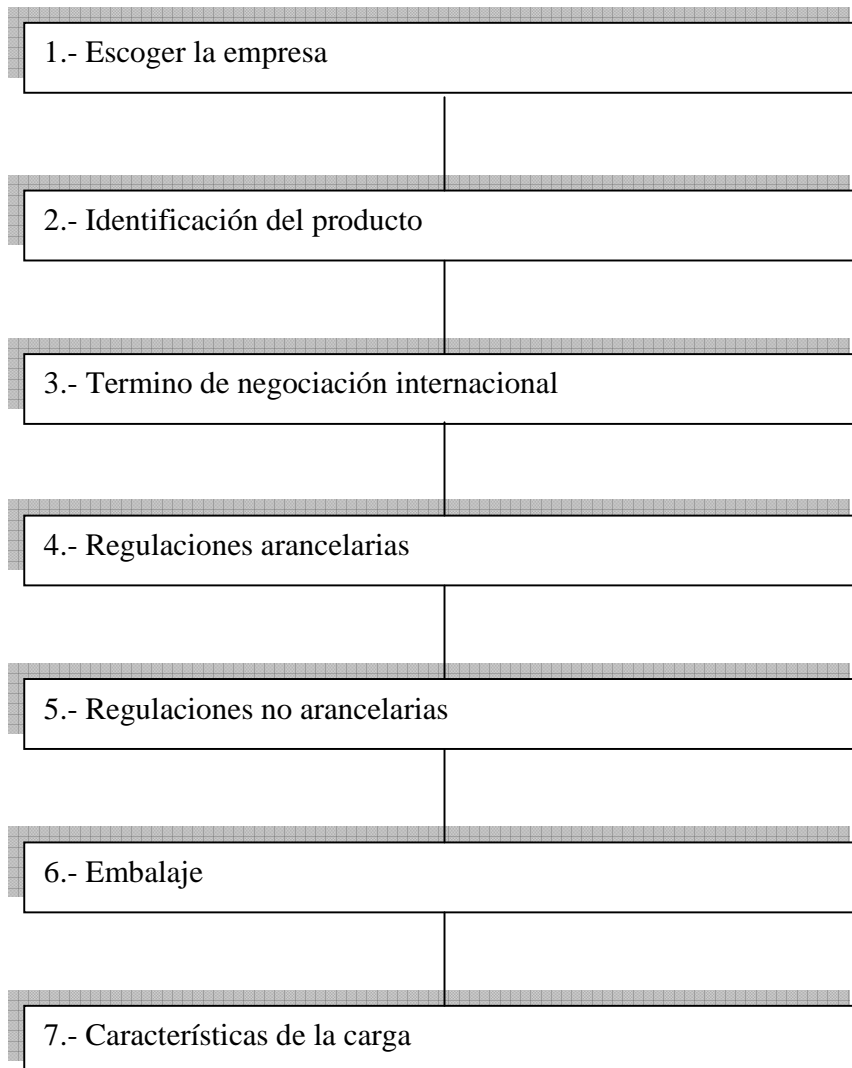 1.- Escoger la empresa
2.- Identificación del producto
3.- Termino de negociación internacional
4.- Regulaciones arancelarias
5.- Regulaciones no arancelarias
6.- Embalaje
7.- Características de la carga